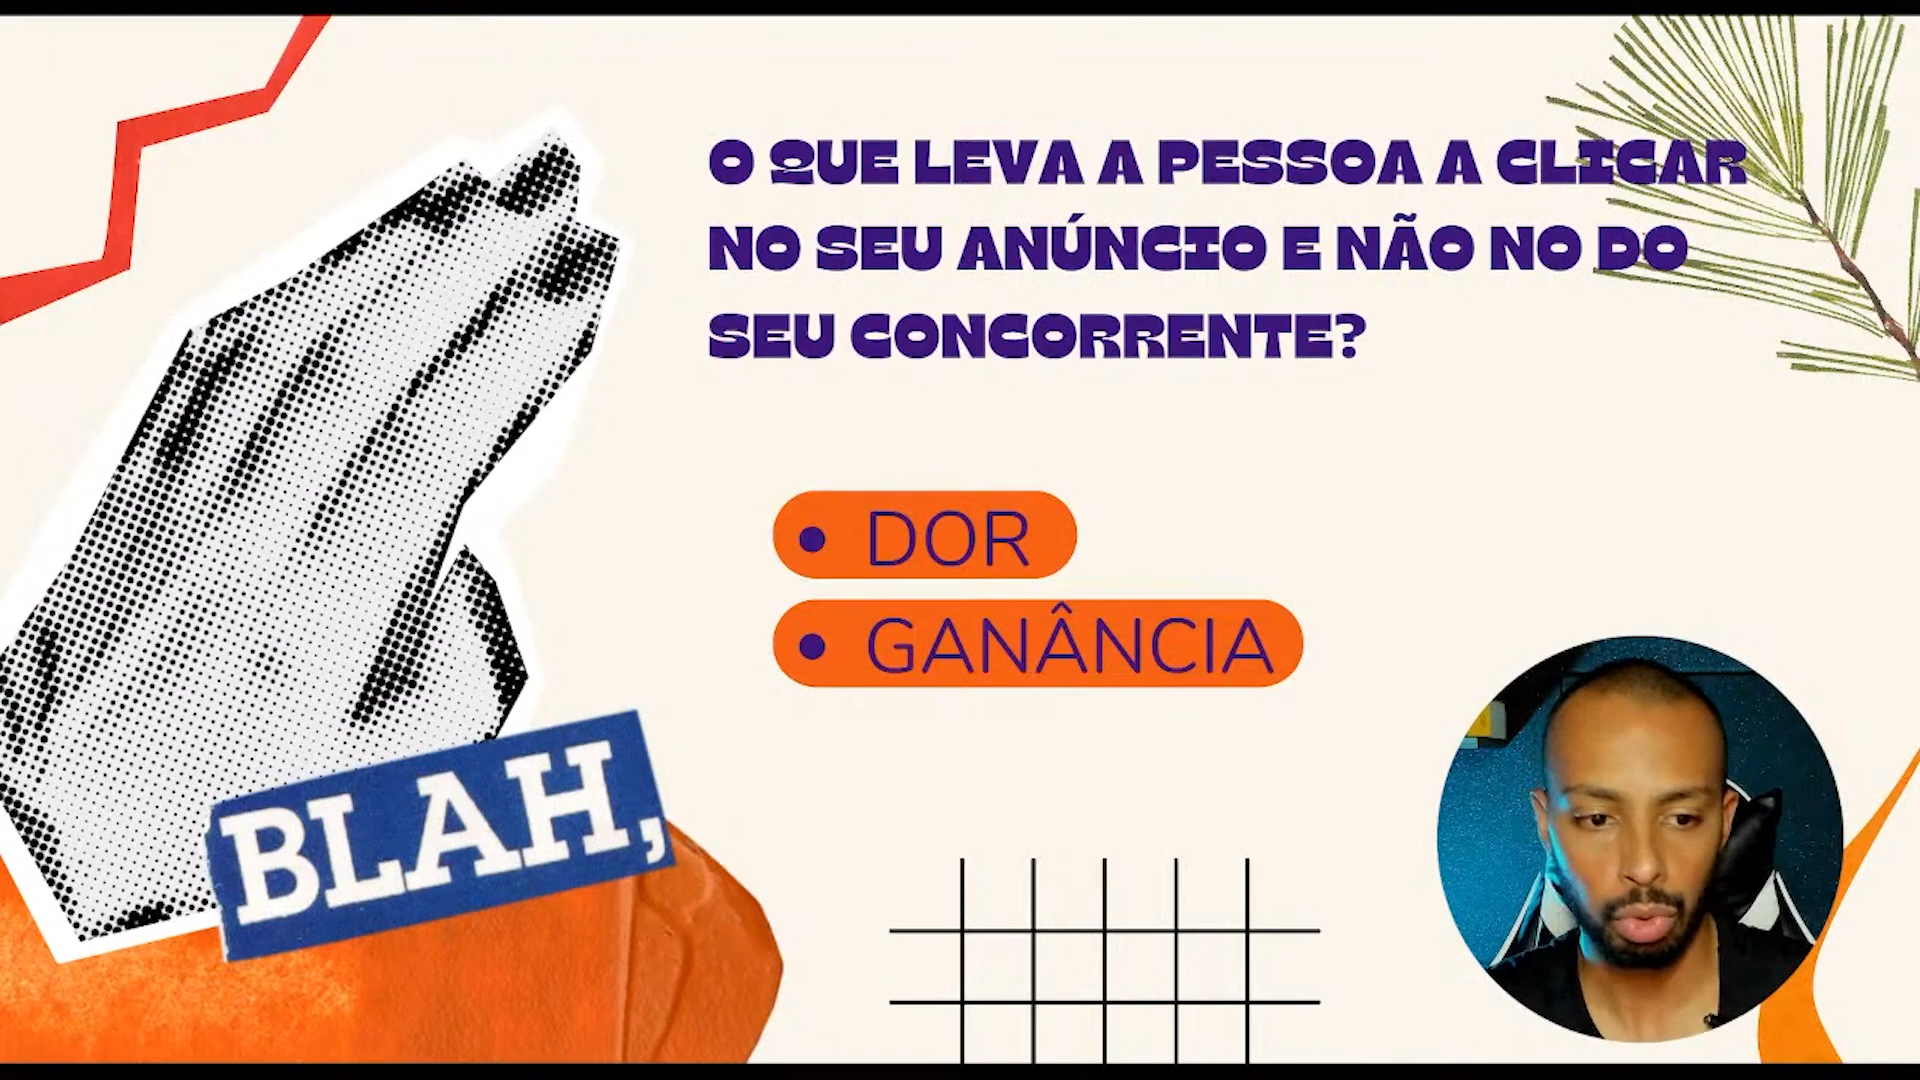 O QUE LEVA A PESSOA A CLICAR
NO SEU ANÚNCIO E NÃO NO DO
SEU CONCORRENTE?
• DOR
• GANÂNCIA
BLAH,